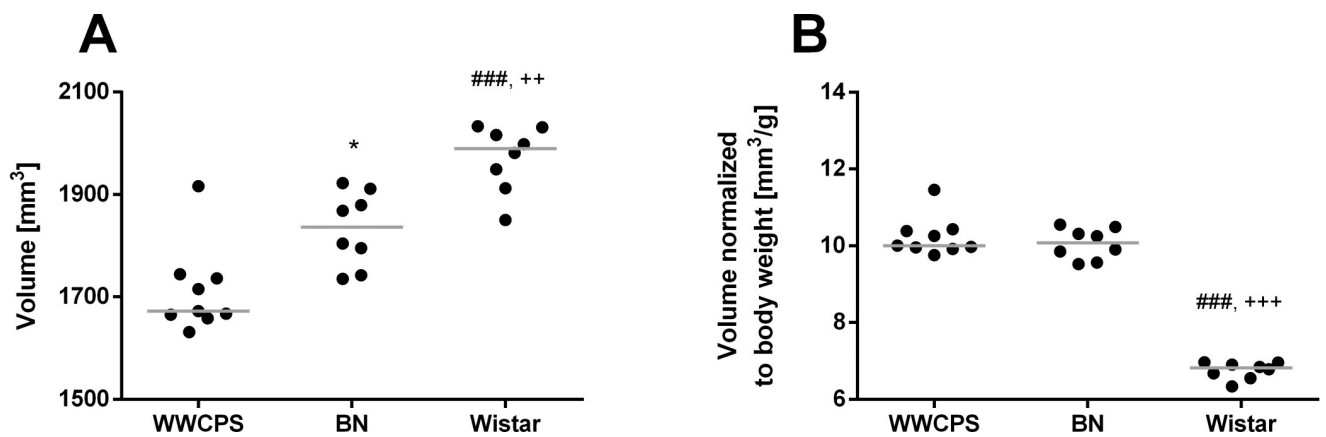 A
Volume [mm³]
2100
1900
1700
1500
*
###, ++
WWCPS BN Wistar
B
Volume normalized
to body weight [mm³/g]
14
12
10
8
6
###, +++
WWCPS BN Wistar